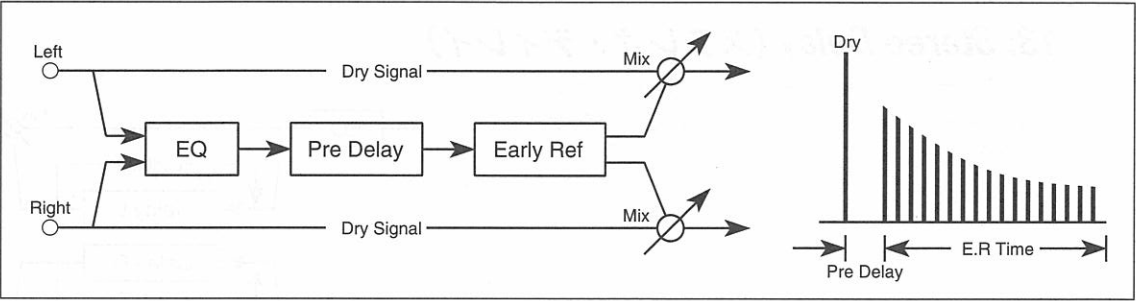 Left
Dry Signal
Mix
EQ
Pre Delay
Early Ref
Right
Dry Signal
Mix
Dry
E.R Time
Pre Delay